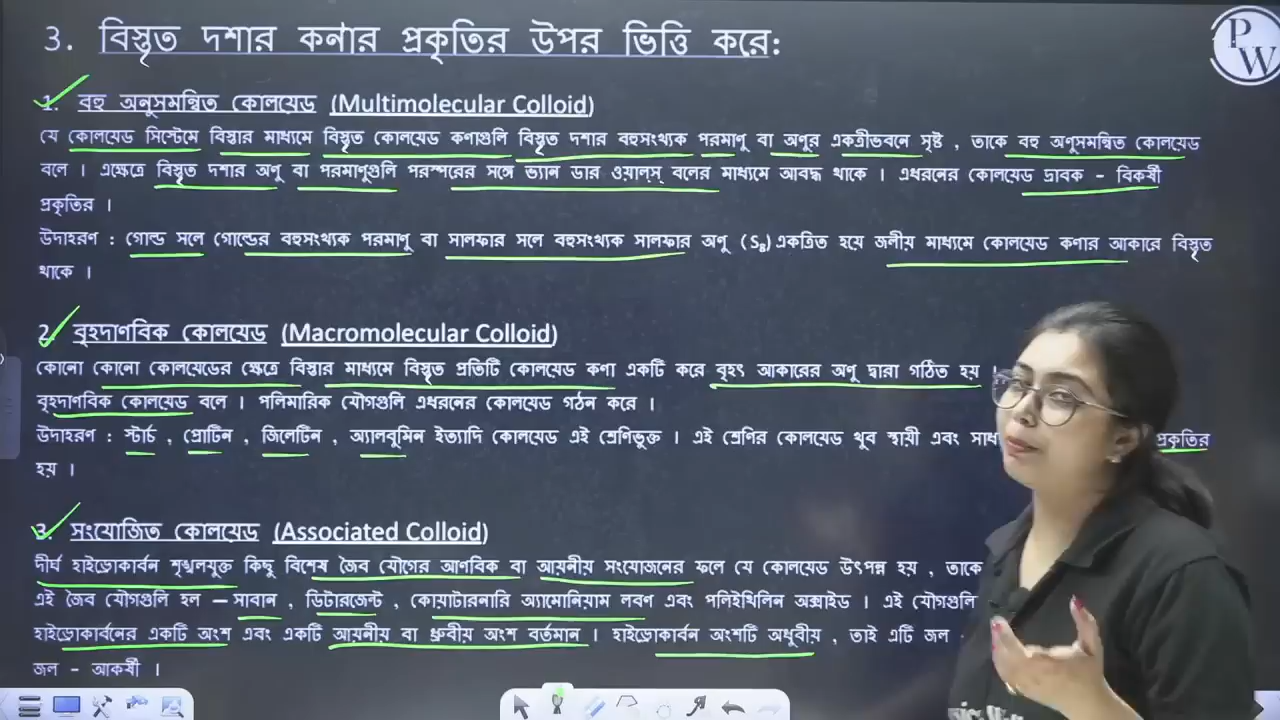 3. বিস্তৃত দশার কনার প্রকৃতির উপর ভিত্তি করে:
PW
1. বহু অনুসমন্বিত কোলয়েড (Multimolecular Colloid)
যে কোলয়েড সিস্টেমে বিস্তার মাধ্যমে বিস্তৃত কোলয়েড কণাগুলি বিস্তৃত দশার বহুসংখ্যক পরমাণু বা অণুর একত্রীভবনে সৃষ্ট , তাকে বহু অণুসমন্বিত কোলয়েড
বলে । এক্ষেত্রে বিস্তৃত দশার অণু বা পরমাণুগুলি পরস্পরের সঙ্গে ভ্যান ডার ওয়াল্‌স্ বলের মাধ্যমে আবদ্ধ থাকে । এধরনের কোলয়েড দ্রাবক - বিকর্ষী
প্রকৃতির ।
উদাহরণ : গোল্ড সলে গোল্ডের বহুসংখ্যক পরমাণু বা সালফার সলে বহুসংখ্যক সালফার অণু (S₈) একত্রিত হয়ে জলীয় মাধ্যমে কোলয়েড কণার আকারে বিস্তৃত
থাকে ।
2. বৃহদাণবিক কোলয়েড (Macromolecular Colloid)
কোনো কোনো কোলয়েডের ক্ষেত্রে বিস্তার মাধ্যমে বিস্তৃত প্রতিটি কোলয়েড কণা একটি করে বৃহৎ আকারের অণু দ্বারা গঠিত হয় ।
বৃহদাণবিক কোলয়েড বলে । পলিমারিক যৌগগুলি এধরনের কোলয়েড গঠন করে ।
উদাহরণ : স্টার্চ , প্রোটিন , জিলেটিন , অ্যালবুমিন ইত্যাদি কোলয়েড এই শ্রেণিভুক্ত । এই শ্রেণির কোলয়েড খুব স্থায়ী এবং প্রকৃতির
হয় ।
3. সংযোজিত কোলয়েড (Associated Colloid)
দীর্ঘ হাইড্রোকার্বন শৃঙ্খলযুক্ত কিছু বিশেষ জৈব যৌগের আণবিক বা আয়নীয় সংযোজনের ফলে যে কোলয়েড উৎপন্ন হয় , তাকে
এই জৈব যৌগগুলি হল – সাবান , ডিটারজেন্ট , কোয়াটারনারি অ্যামোনিয়াম লবণ এবং পলিইথিলিন অক্সাইড । এই যৌগগুলি
হাইড্রোকার্বনের একটি অংশ এবং একটি আয়নীয় বা ধ্রুবীয় অংশ বর্তমান । হাইড্রোকার্বন অংশটি অধ্রুবীয় , তাই এটি জল -
জল - আকর্ষী ।